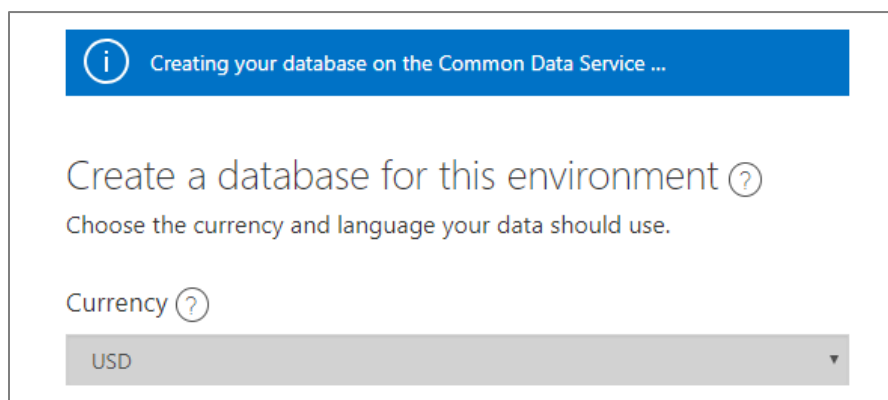 Creating your database on the Common Data Service ...
Create a database for this environment
Choose the currency and language your data should use.
Currency
USD